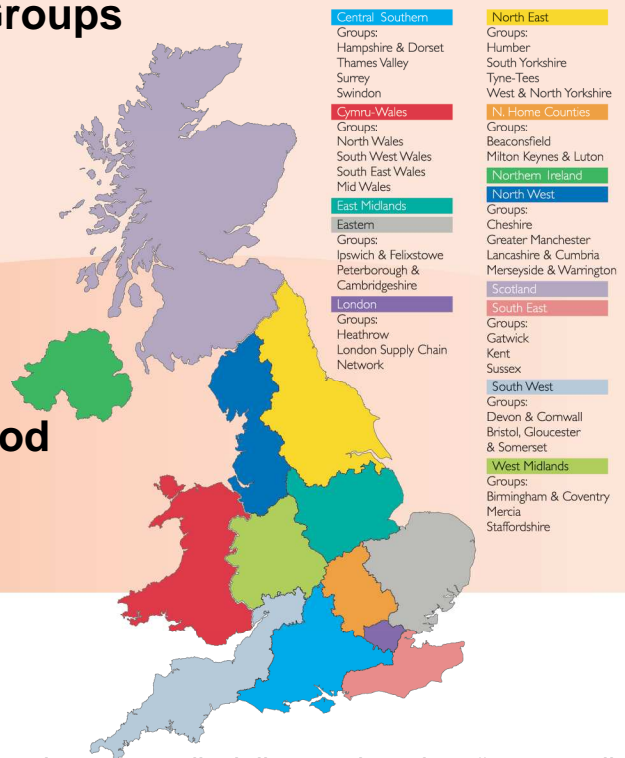 Groups
Central Southern
Groups:
Hampshire & Dorset
Thames Valley
Surrey
Swindon
Cymru-Wales
Groups:
North Wales
South West Wales
South East Wales
Mid Wales
East Midlands
Eastern
Groups:
Ipswich & Felixstowe
Peterborough &
Cambridgeshire
London
Groups:
Heathrow
London Supply Chain
Network
North East
Groups:
Humber
South Yorkshire
Tyne-Tees
West & North Yorkshire
N. Home Counties
Groups:
Beaconsfield
Milton Keynes & Luton
Northern Ireland
North West
Groups:
Cheshire
Greater Manchester
Lancashire & Cumbria
Merseyside & Warrington
Scotland
South East
Groups:
Gatwick
Kent
Sussex
South West
Groups:
Devon & Cornwall
Bristol, Gloucester
& Somerset
West Midlands
Groups:
Birmingham & Coventry
Mercia
Staffordshire
od